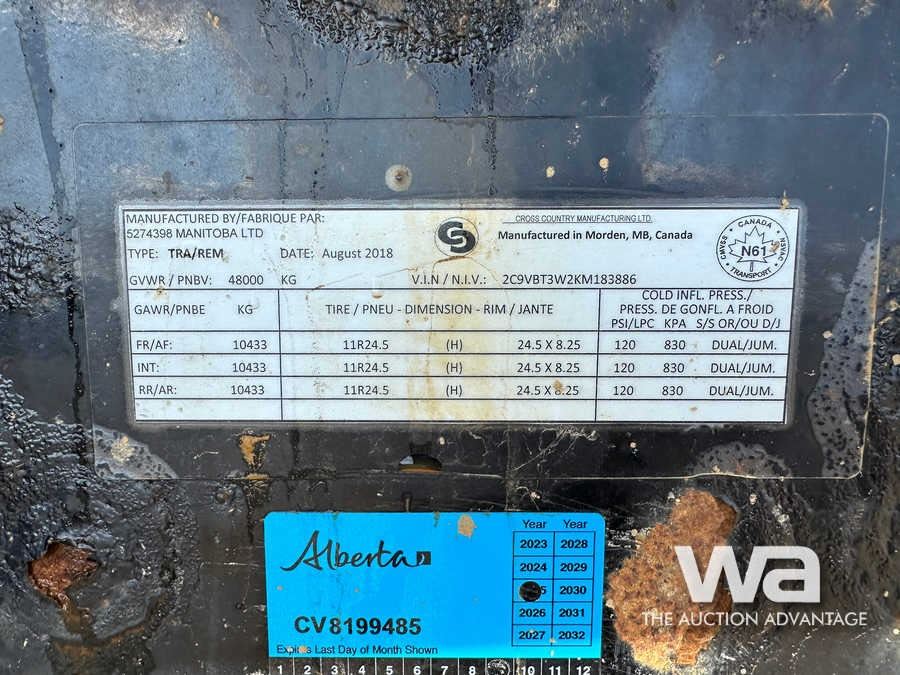 MANUFACTURED BY/FABRIQUE PAR:
5274398 MANITOBA LTD
CROSS COUNTRY MANUFACTURING LTD.
Manufactured in Morden, MB, Canada
TYPE: TRA/REM DATE: August 2018
GVWR / PNBV: 48000 KG V.I.N / N.I.V.: 2C9VBT3W2KM183886
CANADA
CMVSS N61 NSVAC
TRANSPORT
GAWR/PNBE KG TIRE / PNEU - DIMENSION - RIM / JANTE
COLD INFL. PRESS./
PRESS. DE GONFL. A FROID
PSI/LPC KPA S/S OR/OU D/J
FR/AF: 10433 11R24.5 (H) 24.5 X 8.25 120 830 DUAL/JUM.
INT: 10433 11R24.5 (H) 24.5 X 8.25 120 830 DUAL/JUM.
RR/AR: 10433 11R24.5 (H) 24.5 X 8.25 120 830 DUAL/JUM.
Alberta
Year Year
2023 2028
2024 2029
2030
2026 2031
2027 2032
CV8199485
Expires Last Day of Month Shown
1 2 3 4 5 6 7 8 10 11 12
wa
THE AUCTION ADVANTAGE